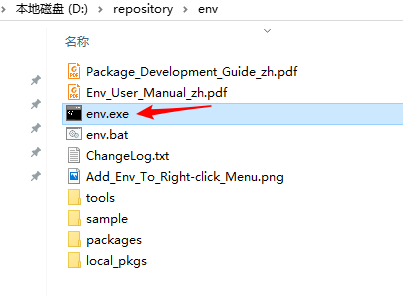 本地磁盘 (D:) › repository › env
名称
Package_Development_Guide_zh.pdf
Env_User_Manual_zh.pdf
env.exe
env.bat
ChangeLog.txt
Add_Env_To_Right-click_Menu.png
tools
sample
packages
local_pkgs